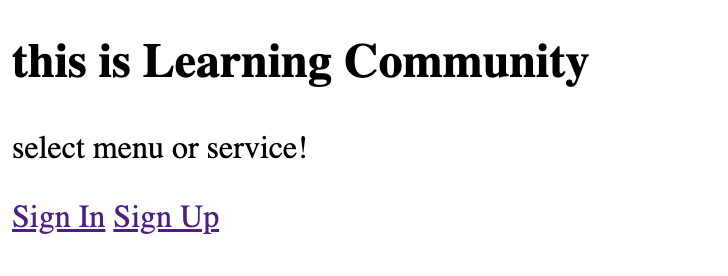 this is Learning Community
select menu or service!
Sign In Sign Up